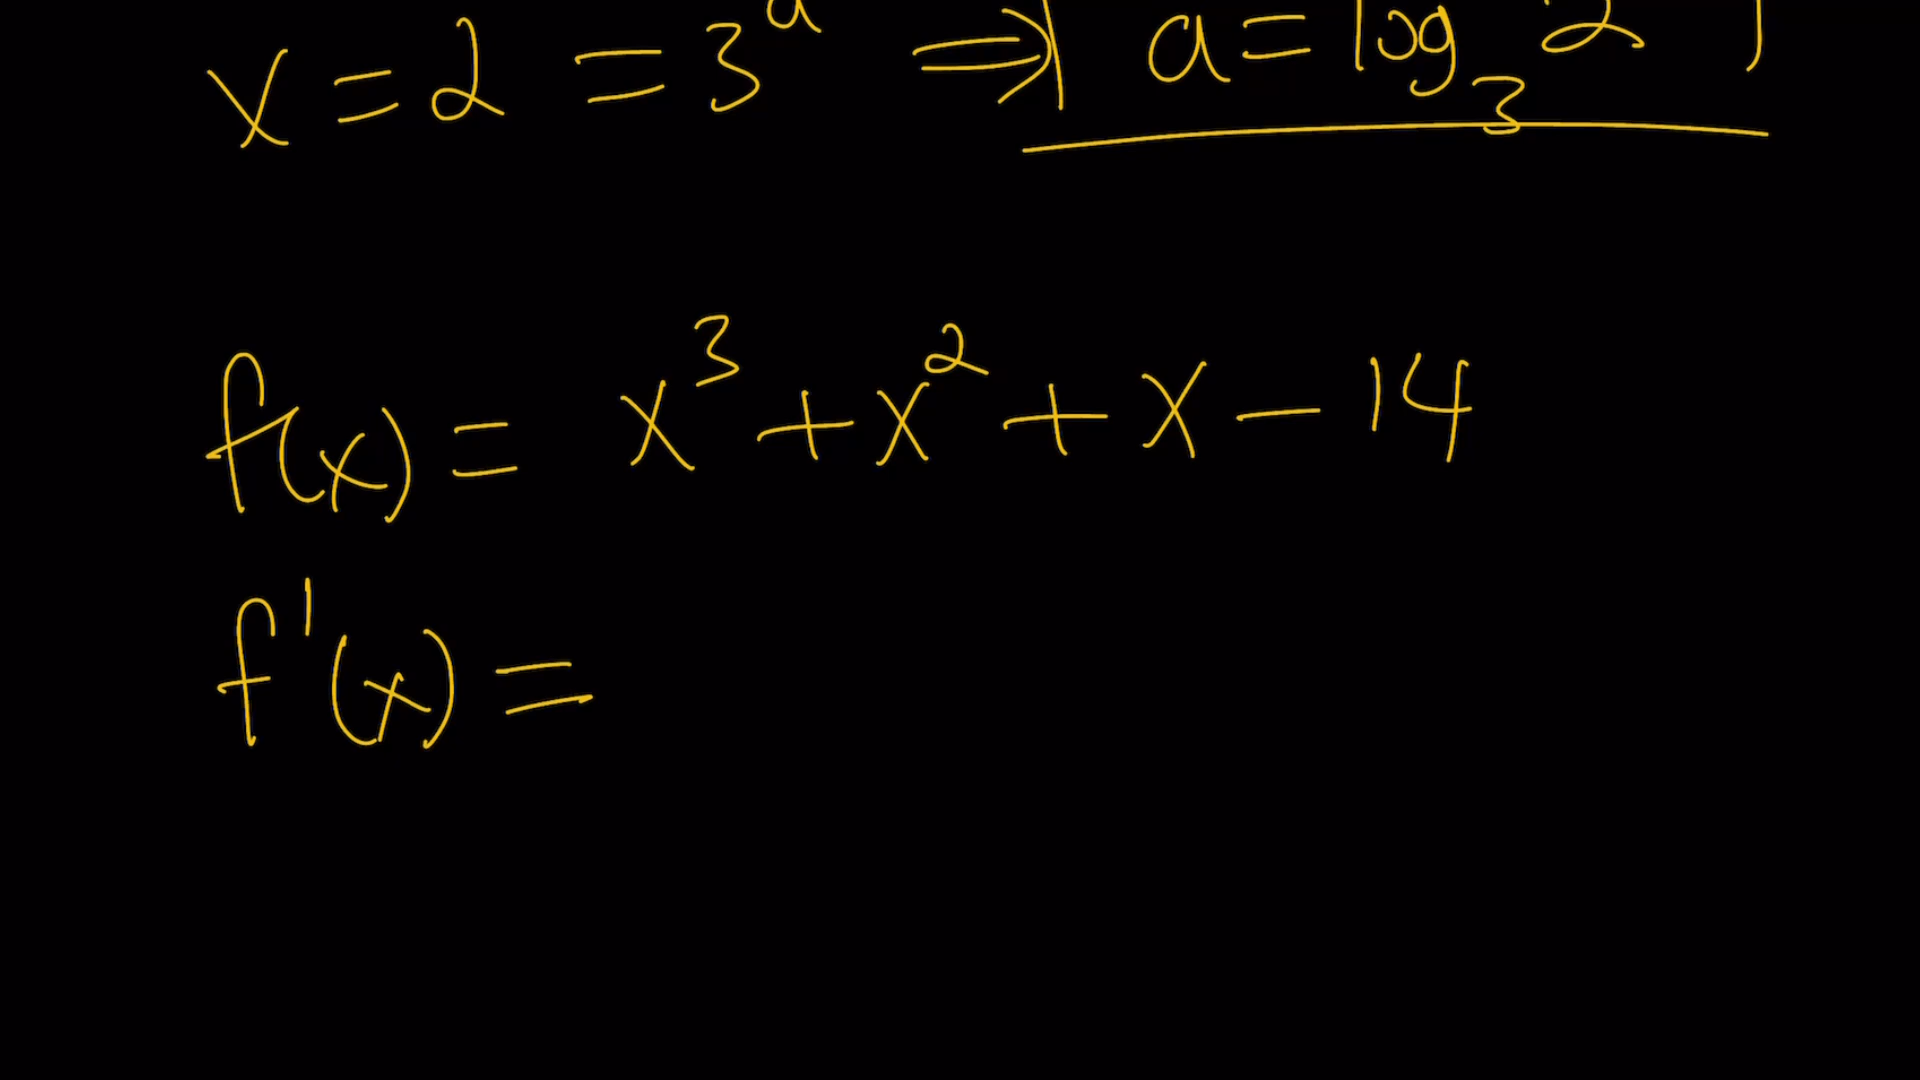 x = 2 = 3^a ⇒ a = log_3 2
f(x) = x^3 + x^2 + x - 14
f'(x) =